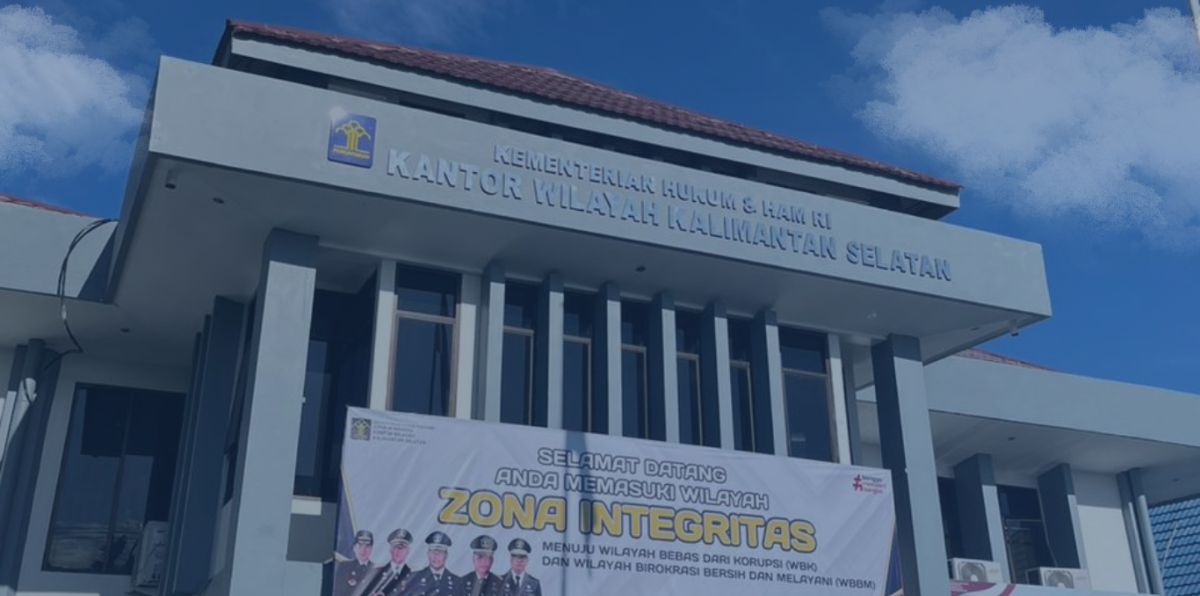 KEMENTERIAN HUKUM & HAM RI
KANTOR WILAYAH KALIMANTAN SELATAN
SELAMAT DATANG
ANDA MEMASUKI WILAYAH
ZONA INTEGRITAS
MENUJU WILAYAH BEBAS DARI KORUPSI (WBK)
DAN WILAYAH BIROKRASI BERSIH DAN MELAYANI (WBBM)